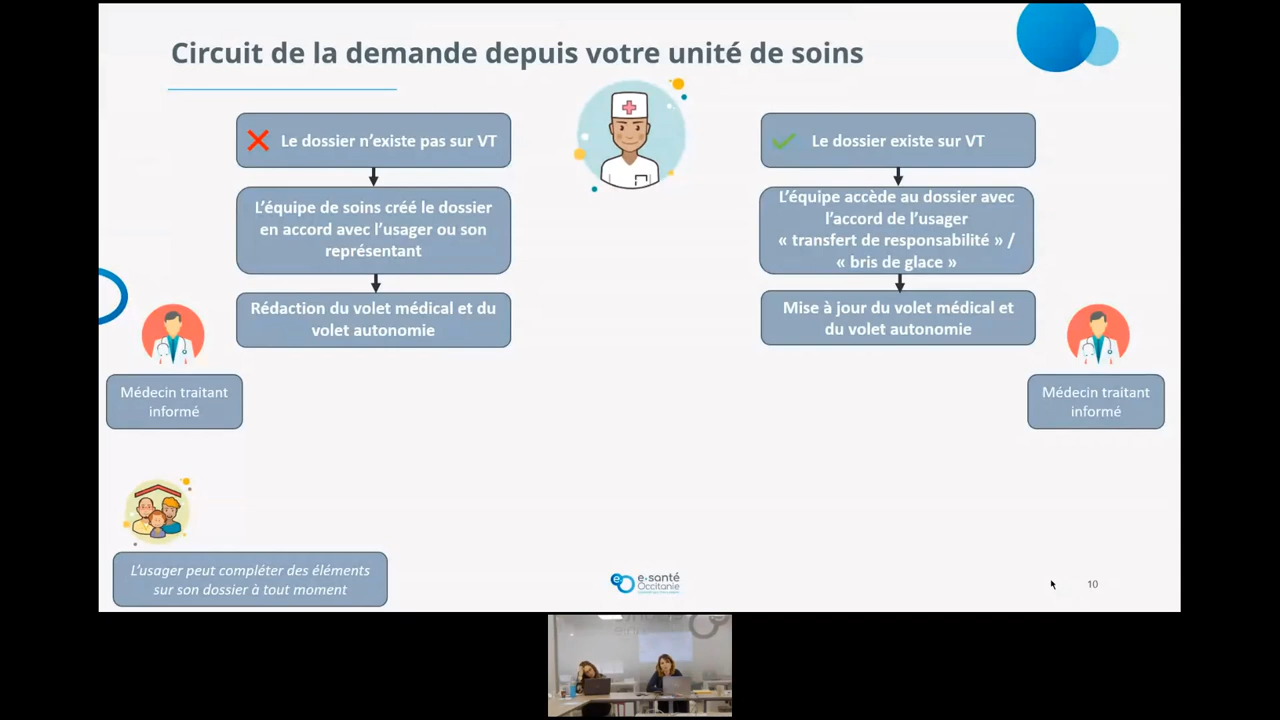 Circuit de la demande depuis votre unité de soins
Le dossier n’existe pas sur VT
L’équipe de soins créé le dossier
en accord avec l’usager ou son
représentant
Rédaction du volet médical et du
volet autonomie
Médecin traitant
informé
L’usager peut compléter des éléments
sur son dossier à tout moment
Le dossier existe sur VT
L’équipe accède au dossier avec
l’accord de l’usager
« transfert de responsabilité » /
« bris de glace »
Mise à jour du volet médical et
du volet autonomie
Médecin traitant
informé
e-santé
Occitanie
10